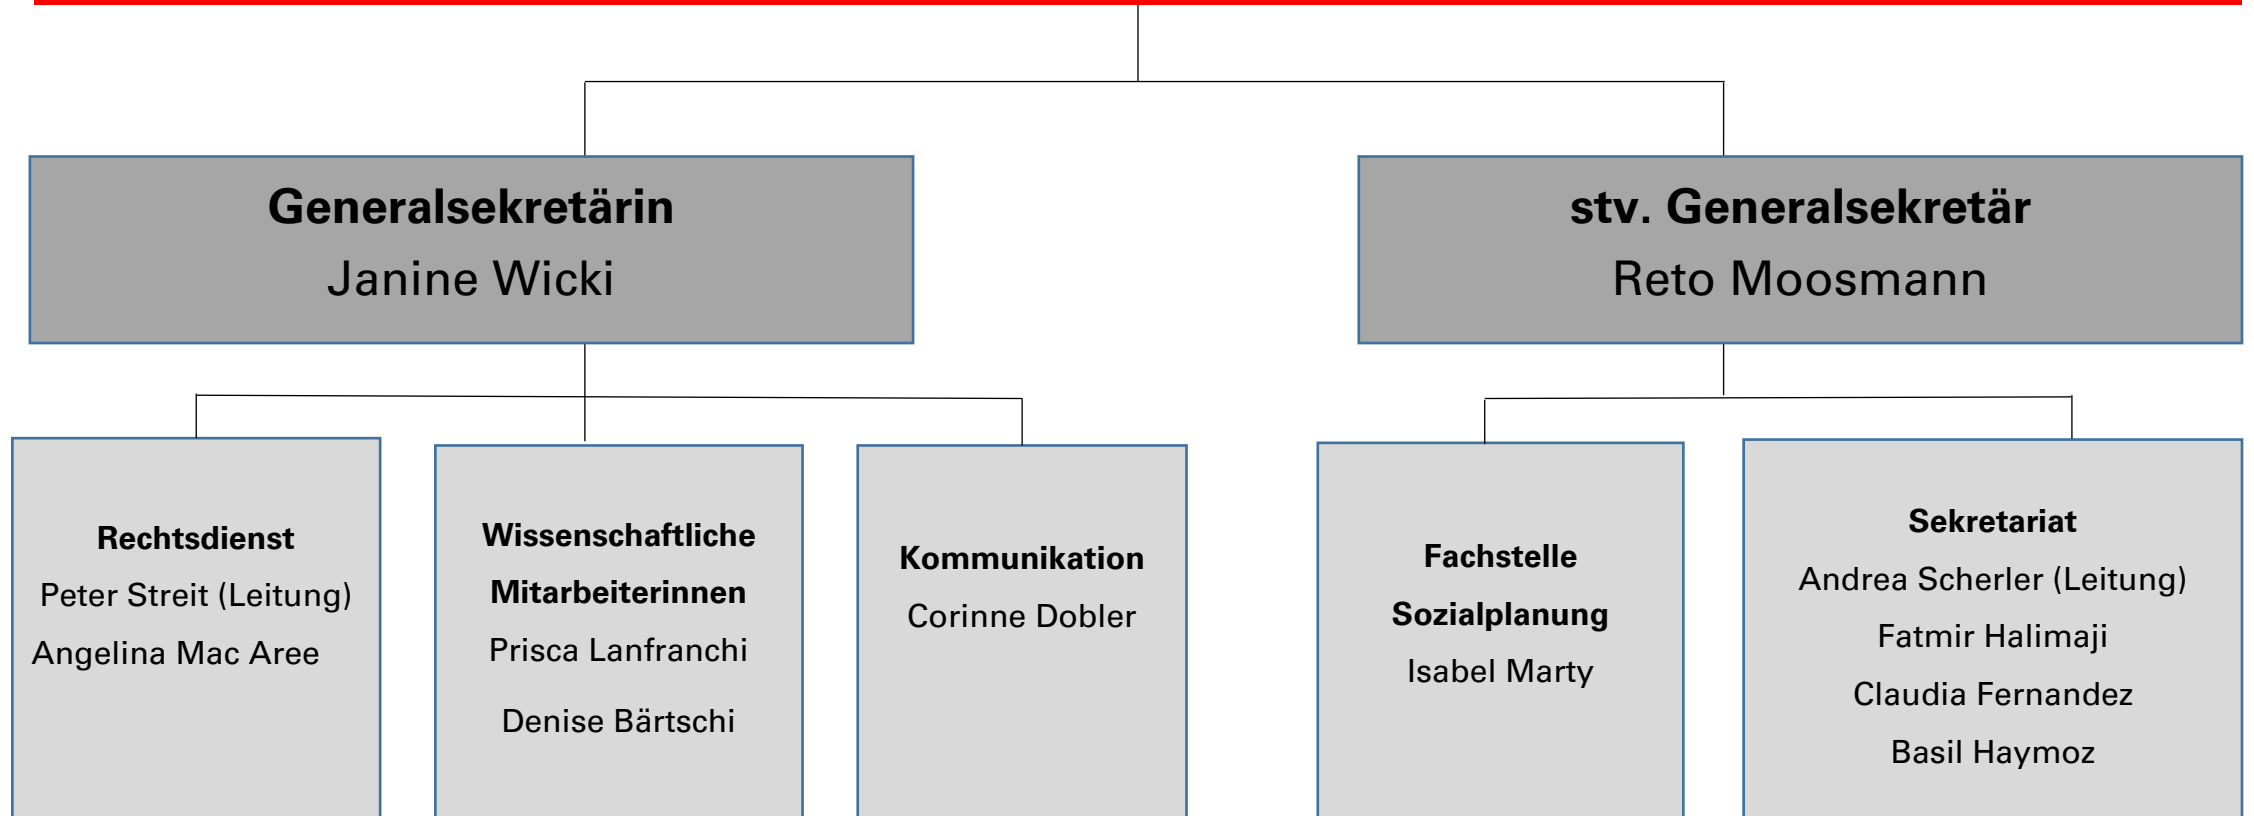 Generalsekretärin
Janine Wicki
stv. Generalsekretär
Reto Moosmann
Rechtsdienst
Peter Streit (Leitung)
Angelina Mac Aree
Wissenschaftliche
Mitarbeiterinnen
Prisca Lanfranchi
Denise Bärtschi
Kommunikation
Corinne Dobler
Fachstelle
Sozialplanung
Isabel Marty
Sekretariat
Andrea Scherler (Leitung)
Fatmir Halimaji
Claudia Fernandez
Basil Haymoz